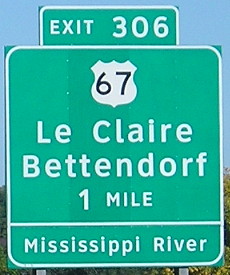 EXIT 306
67
Le Claire
Bettendorf
1 MILE
Mississippi River